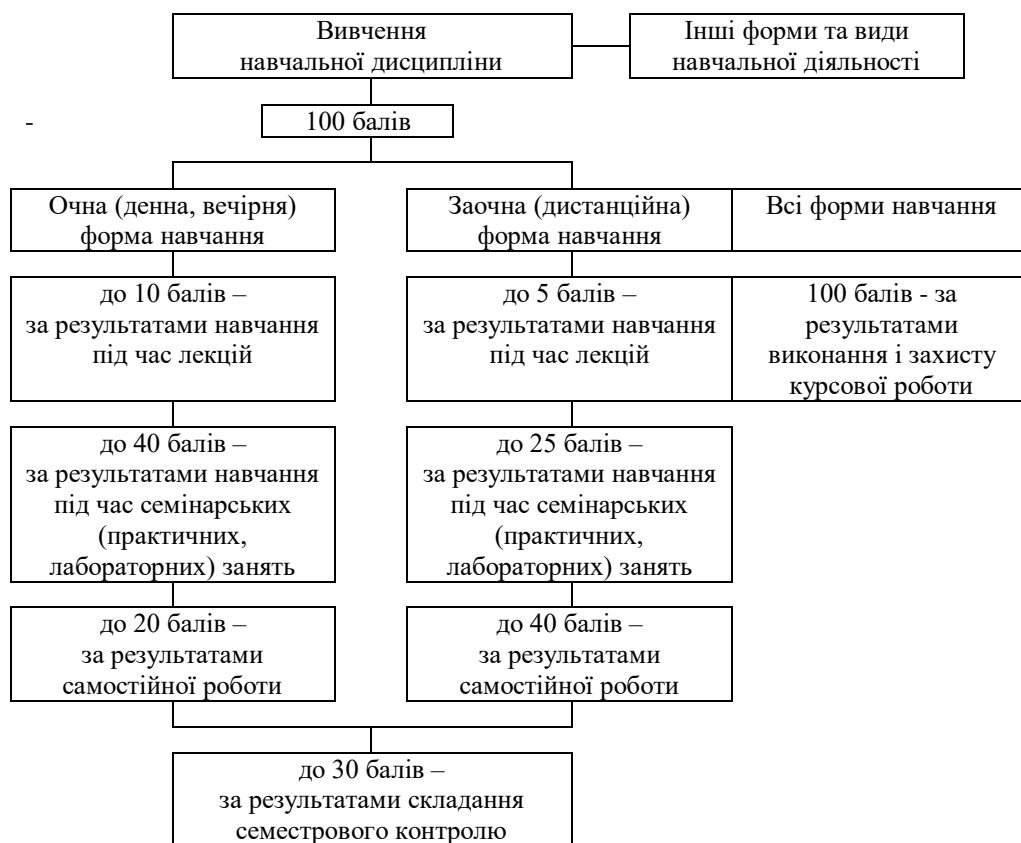 Вивчення
навчальної дисципліни
Інші форми та види
навчальної діяльності
-
100 балів
Очна (денна, вечірня)
форма навчання
Заочна (дистанційна)
форма навчання
Всі форми навчання
до 10 балів –
за результатами навчання
під час лекцій
до 5 балів –
за результатами навчання
під час лекцій
100 балів - за
результатами
виконання і захисту
курсової роботи
до 40 балів –
за результатами навчання
під час семінарських
(практичних,
лабораторних) занять
до 25 балів –
за результатами навчання
під час семінарських
(практичних,
лабораторних) занять
до 20 балів –
за результатами
самостійної роботи
до 40 балів –
за результатами
самостійної роботи
до 30 балів –
за результатами складання
семестрового контролю